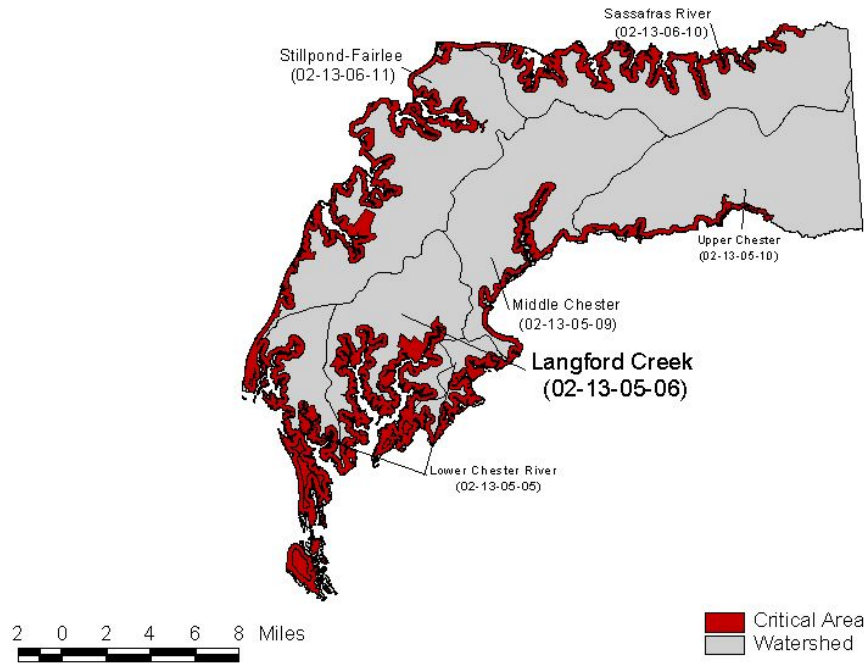 Sassafras River
(02-13-06-10)
Stillpond-Fairlee
(02-13-06-11)
Upper Chester
(02-13-05-10)
Middle Chester
(02-13-05-09)
Langford Creek
(02-13-05-06)
Lower Chester River
(02-13-05-05)
2 0 2 4 6 8 Miles
Critical Area
Watershed